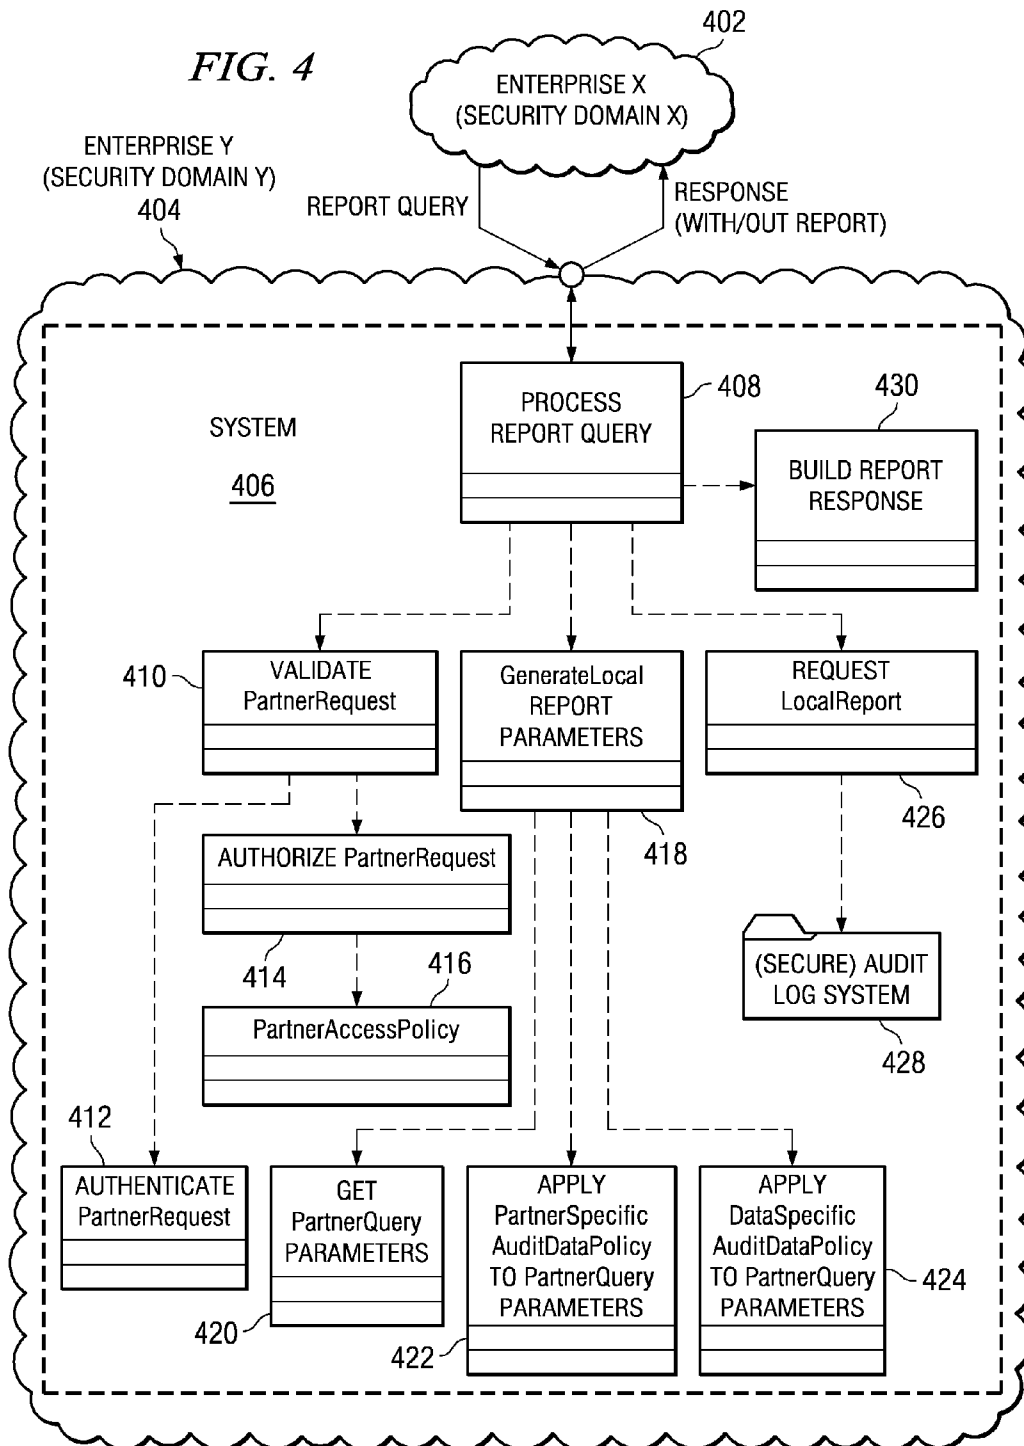 FIG. 4
402
ENTERPRISE X
(SECURITY DOMAIN X)
ENTERPRISE Y
(SECURITY DOMAIN Y)
404
REPORT QUERY
RESPONSE
(WITH/OUT REPORT)
SYSTEM
406
PROCESS
REPORT QUERY
408
430
BUILD REPORT
RESPONSE
410
VALIDATE
PartnerRequest
GenerateLocal
REPORT
PARAMETERS
418
REQUEST
LocalReport
426
AUTHORIZE PartnerRequest
414
416
PartnerAccessPolicy
(SECURE) AUDIT
LOG SYSTEM
428
412
AUTHENTICATE
PartnerRequest
GET
PartnerQuery
PARAMETERS
420
APPLY
PartnerSpecific
AuditDataPolicy
TO PartnerQuery
PARAMETERS
422
APPLY
DataSpecific
AuditDataPolicy
TO PartnerQuery
PARAMETERS
424